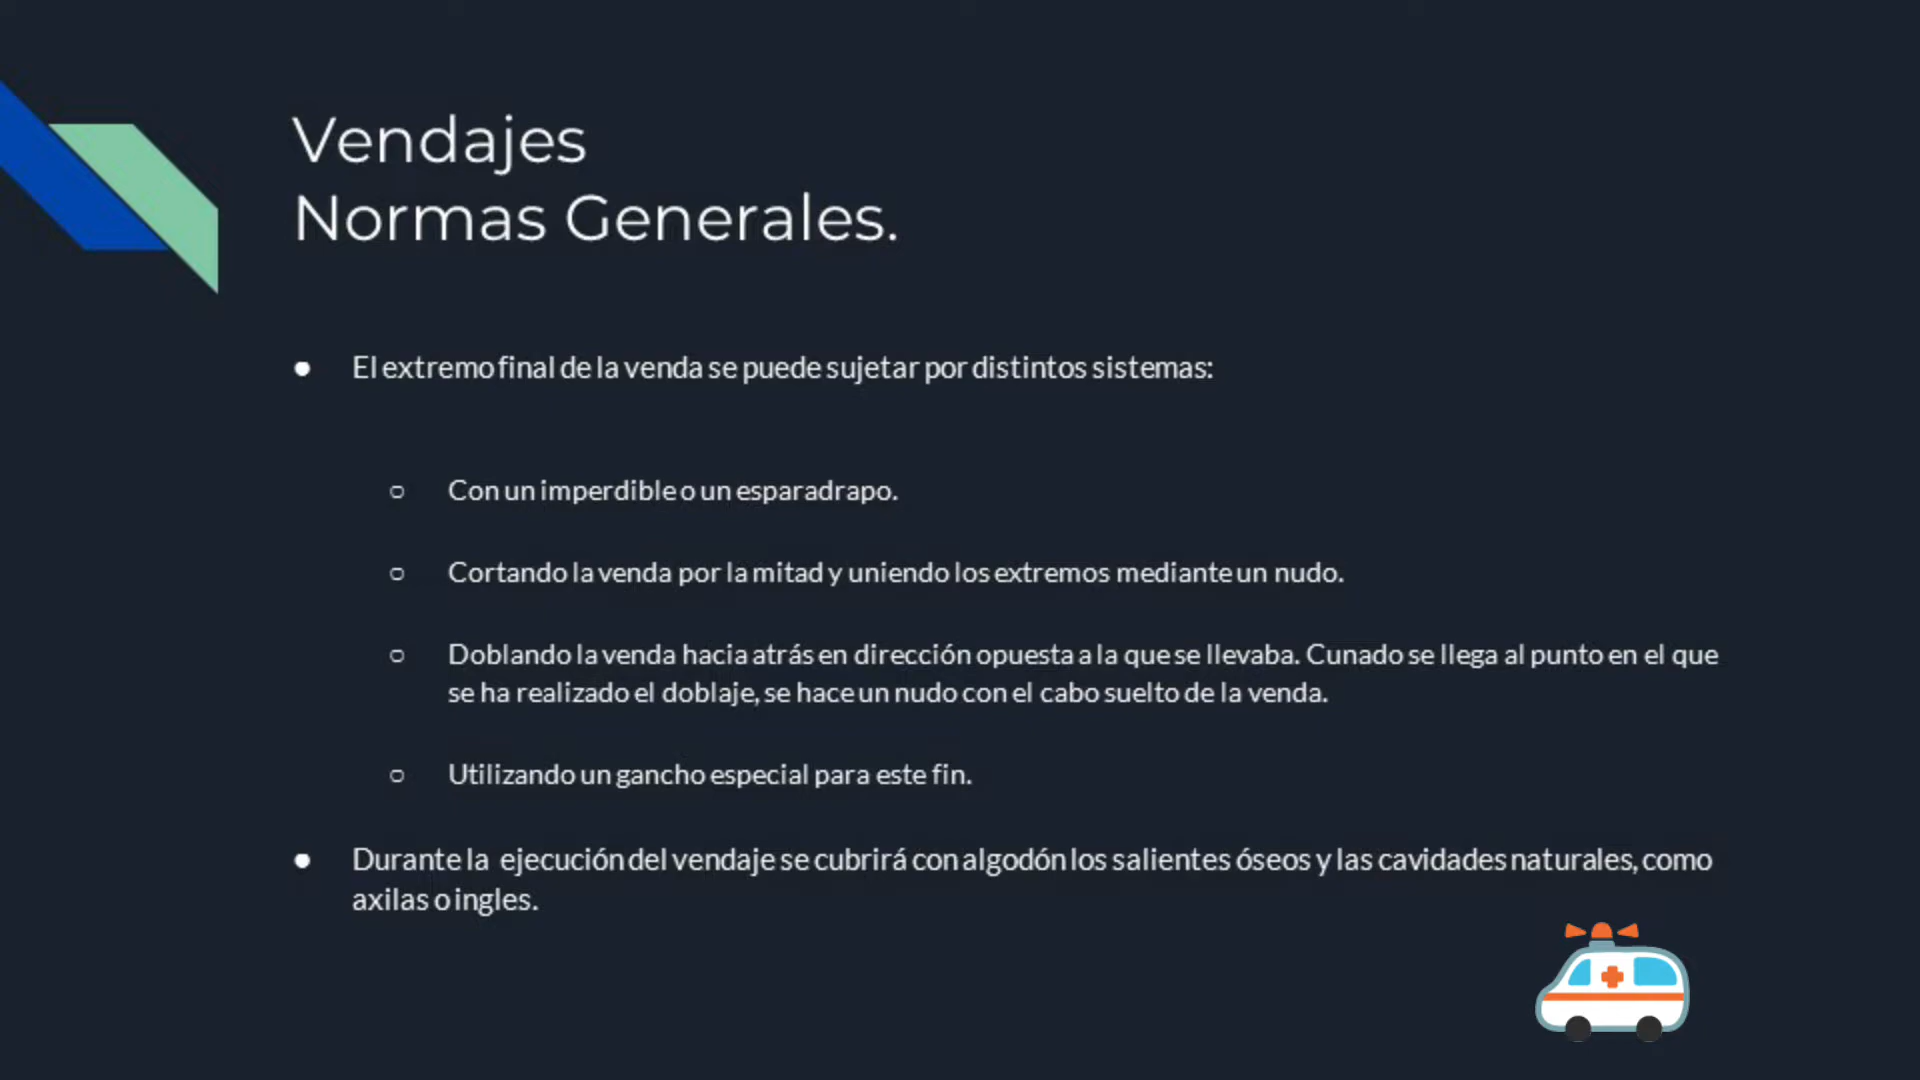 Vendajes
Normas Generales.
● El extremo final de la venda se puede sujetar por distintos sistemas:
○ Con un imperdible o un esparadrapo.
○ Cortando la venda por la mitad y uniendo los extremos mediante un nudo.
○ Doblando la venda hacia atrás en dirección opuesta a la que se llevaba. Cunado se llega al punto en el que
se ha realizado el doblaje, se hace un nudo con el cabo suelto de la venda.
○ Utilizando un gancho especial para este fin.
● Durante la ejecución del vendaje se cubrirá con algodón los salientes óseos y las cavidades naturales, como
axilas o ingles.